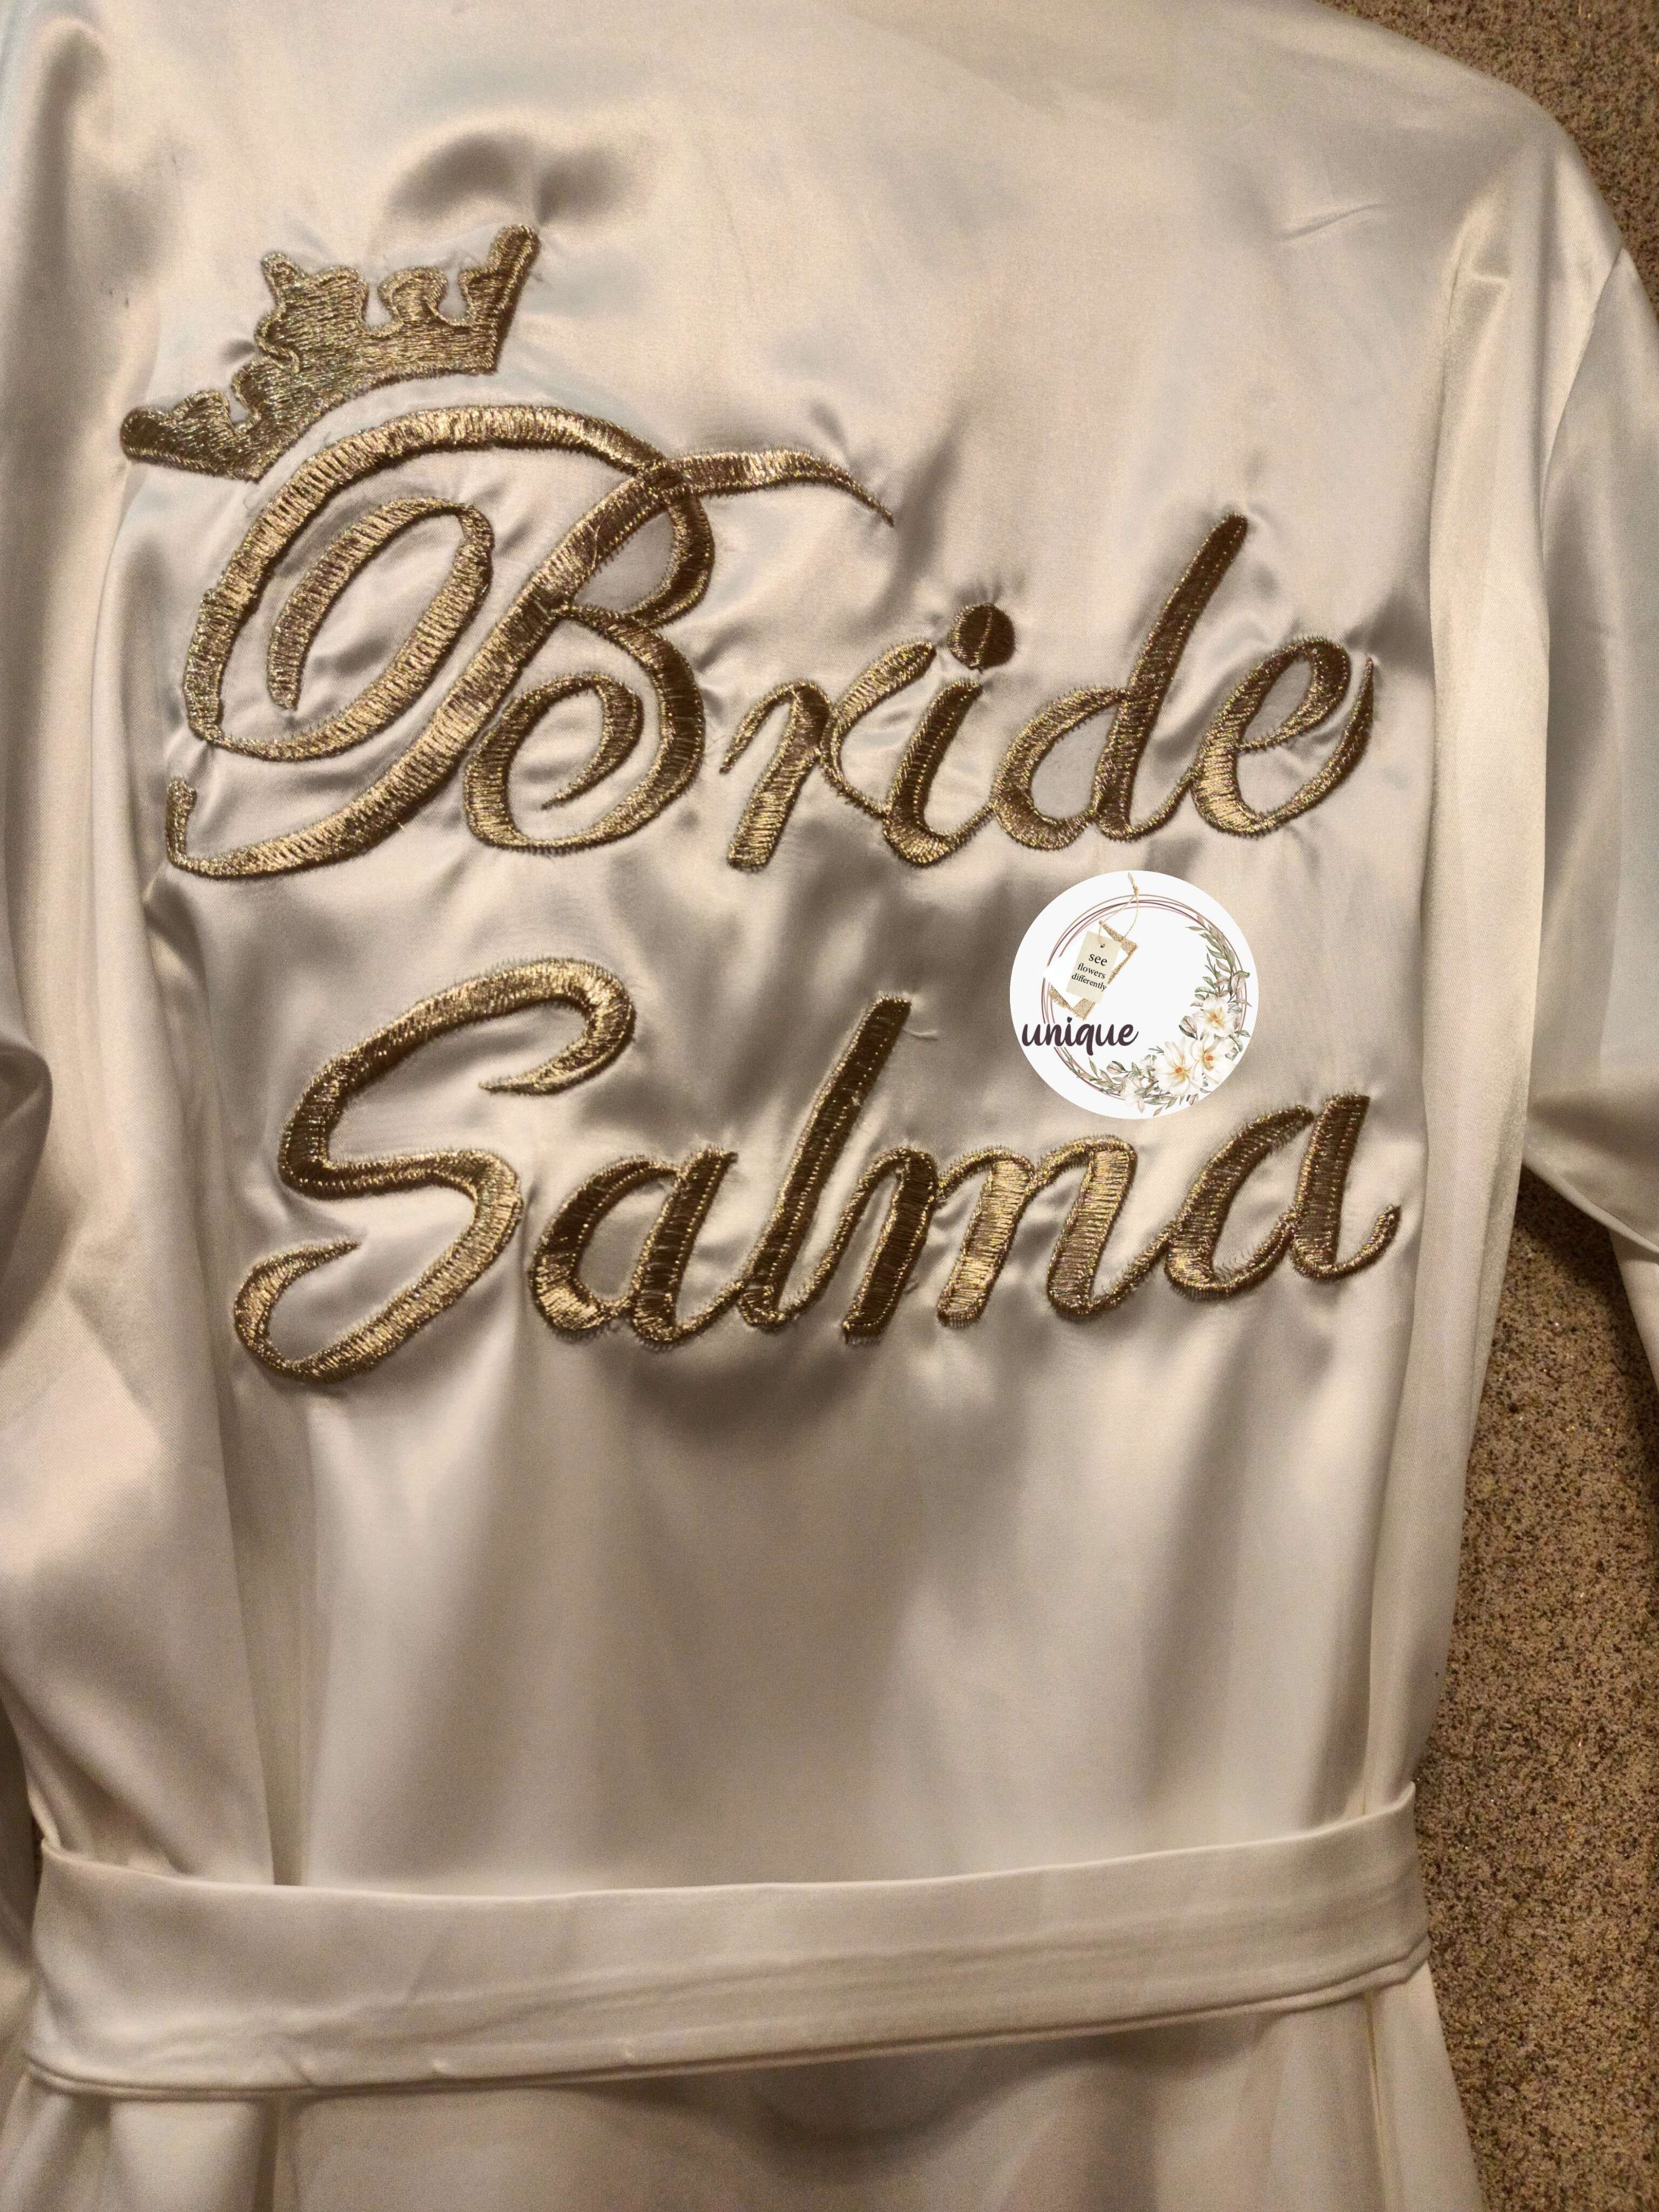 Bride
see
flowers
differently
unique
Salma